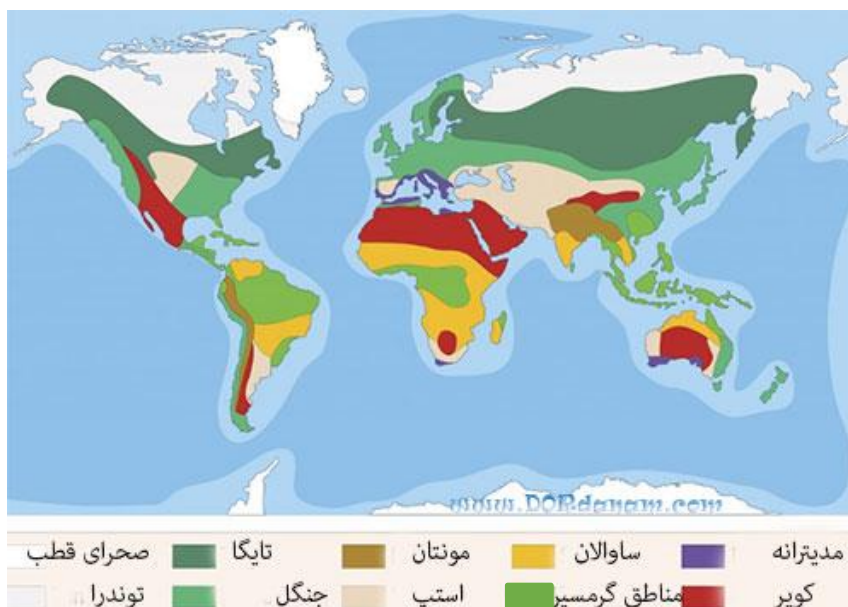 www.DORdanam.com
مدیترانه ساوالان مونتان تایگا صحرای قطب
کویر مناطق گرمسیر استپ جنگل توندرا